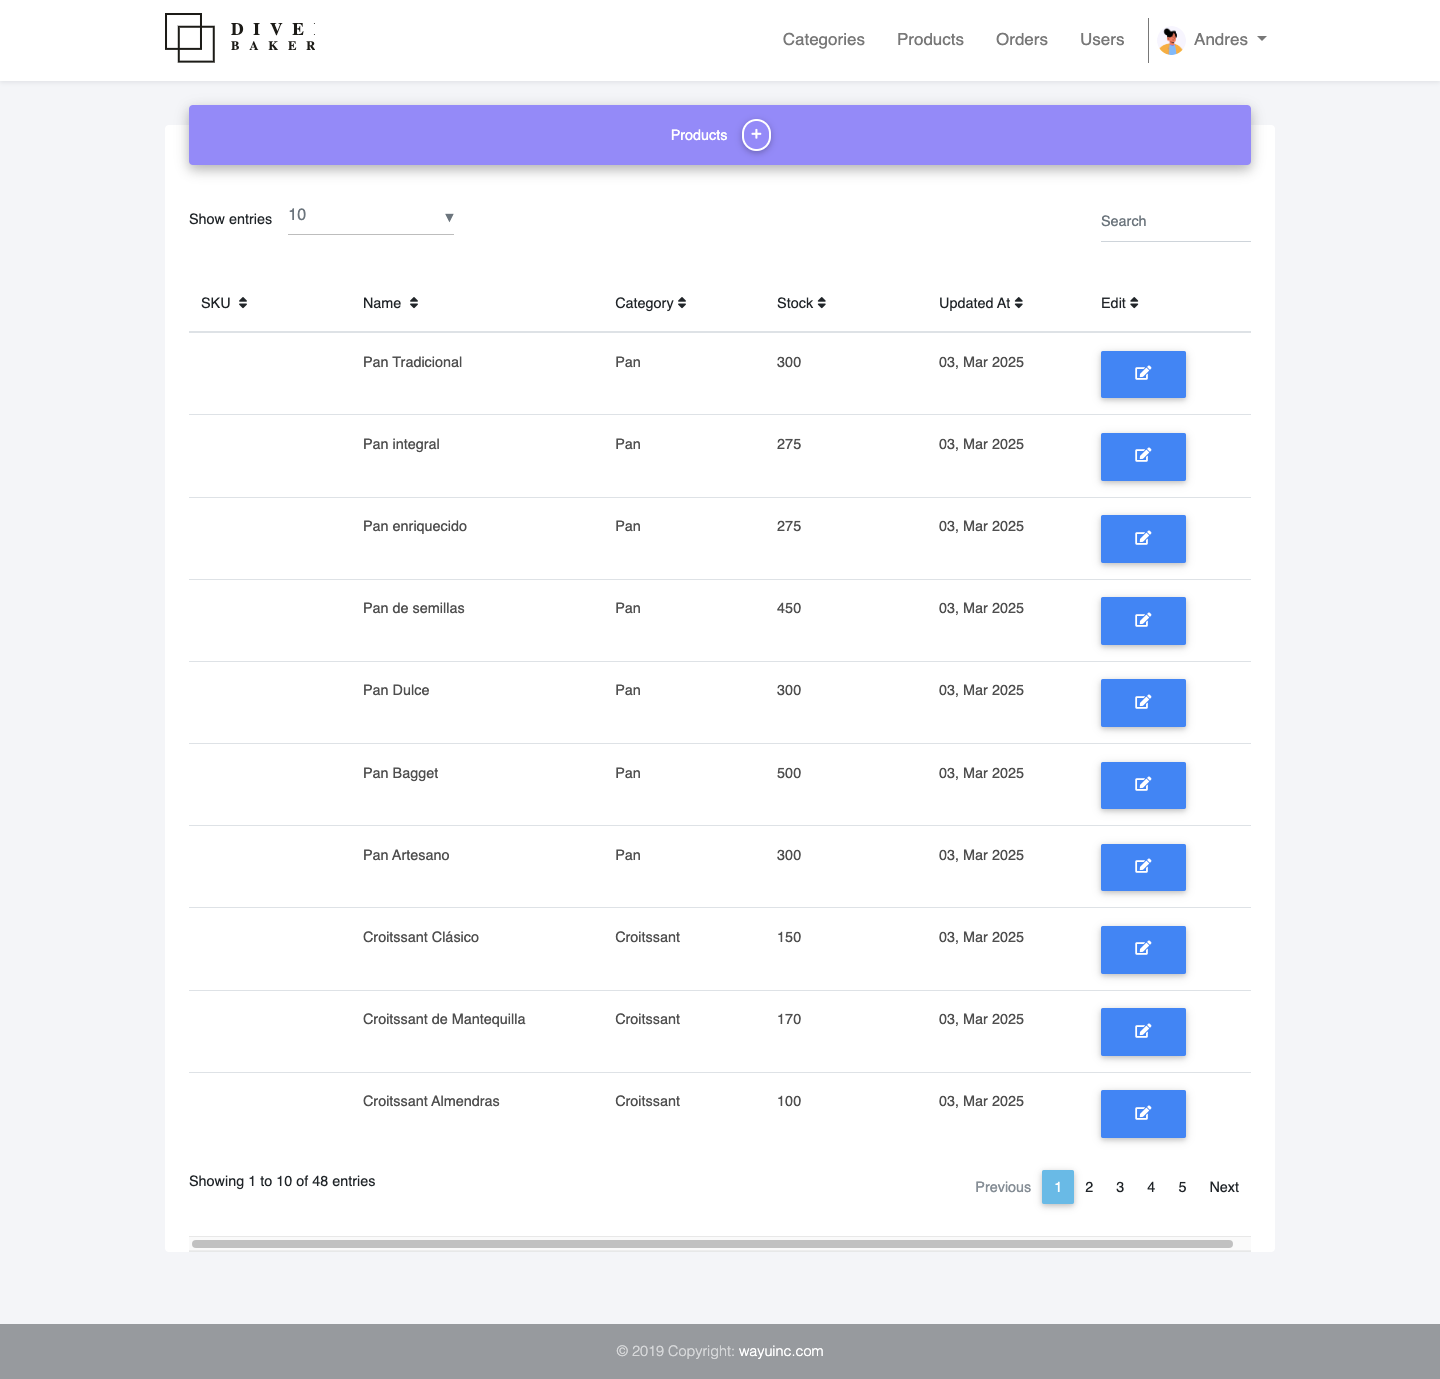 DIVE
BAKER
Categories Products Orders Users Andres
Products +
Show entries 10 Search
SKU Name Category Stock Updated At Edit
Pan Tradicional Pan 300 03, Mar 2025
Pan integral Pan 275 03, Mar 2025
Pan enriquecido Pan 275 03, Mar 2025
Pan de semillas Pan 450 03, Mar 2025
Pan Dulce Pan 300 03, Mar 2025
Pan Bagget Pan 500 03, Mar 2025
Pan Artesano Pan 300 03, Mar 2025
Croitssant Clásico Croitssant 150 03, Mar 2025
Croitssant de Mantequilla Croitssant 170 03, Mar 2025
Croitssant Almendras Croitssant 100 03, Mar 2025
Showing 1 to 10 of 48 entries Previous 1 2 3 4 5 Next
© 2019 Copyright: wayuinc.com